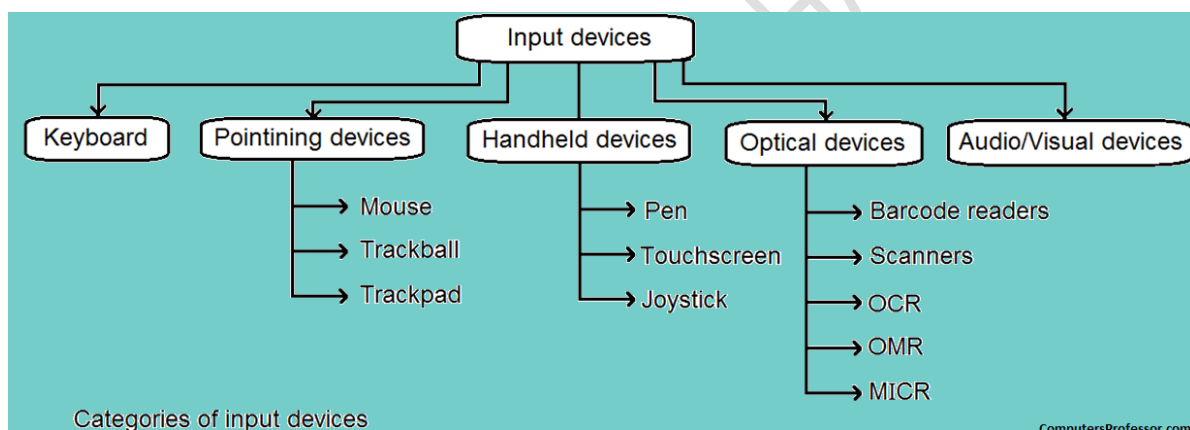 Input devices
Keyboard
Pointining devices
Handheld devices
Optical devices
Audio/Visual devices
Mouse
Trackball
Trackpad
Pen
Touchscreen
Joystick
Barcode readers
Scanners
OCR
OMR
MICR
Categories of input devices
ComputersProfessor.com